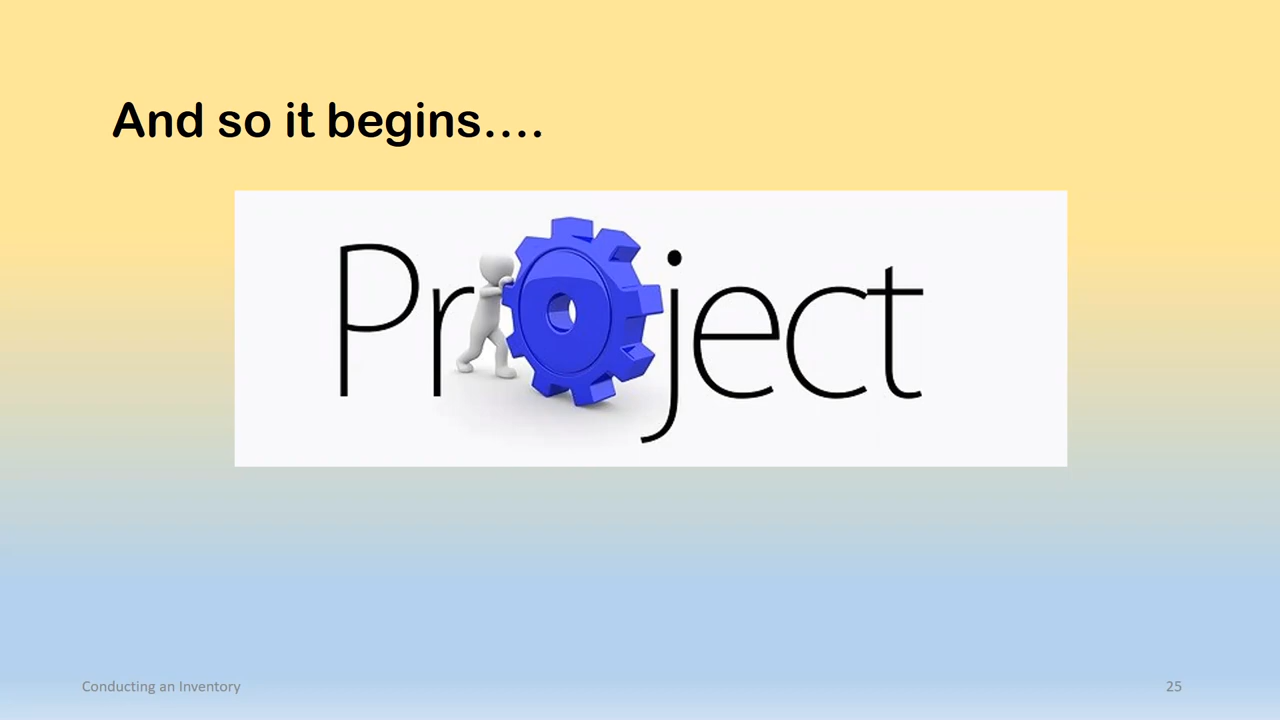 And so it begins....
Project
Conducting an Inventory
25